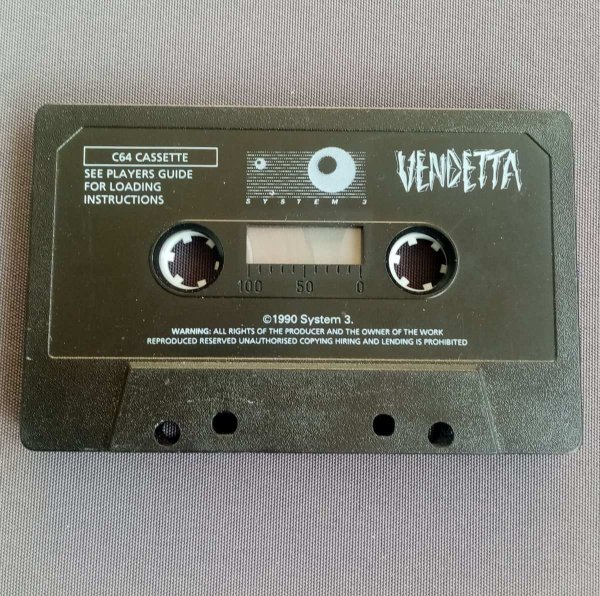 C64 CASSETTE
SEE PLAYERS GUIDE
FOR LOADING
INSTRUCTIONS
SYSTEM 3
VENDETTA
100 50 0
©1990 System 3.
WARNING: ALL RIGHTS OF THE PRODUCER AND THE OWNER OF THE WORK
REPRODUCED RESERVED UNAUTHORISED COPYING HIRING AND LENDING IS PROHIBITED